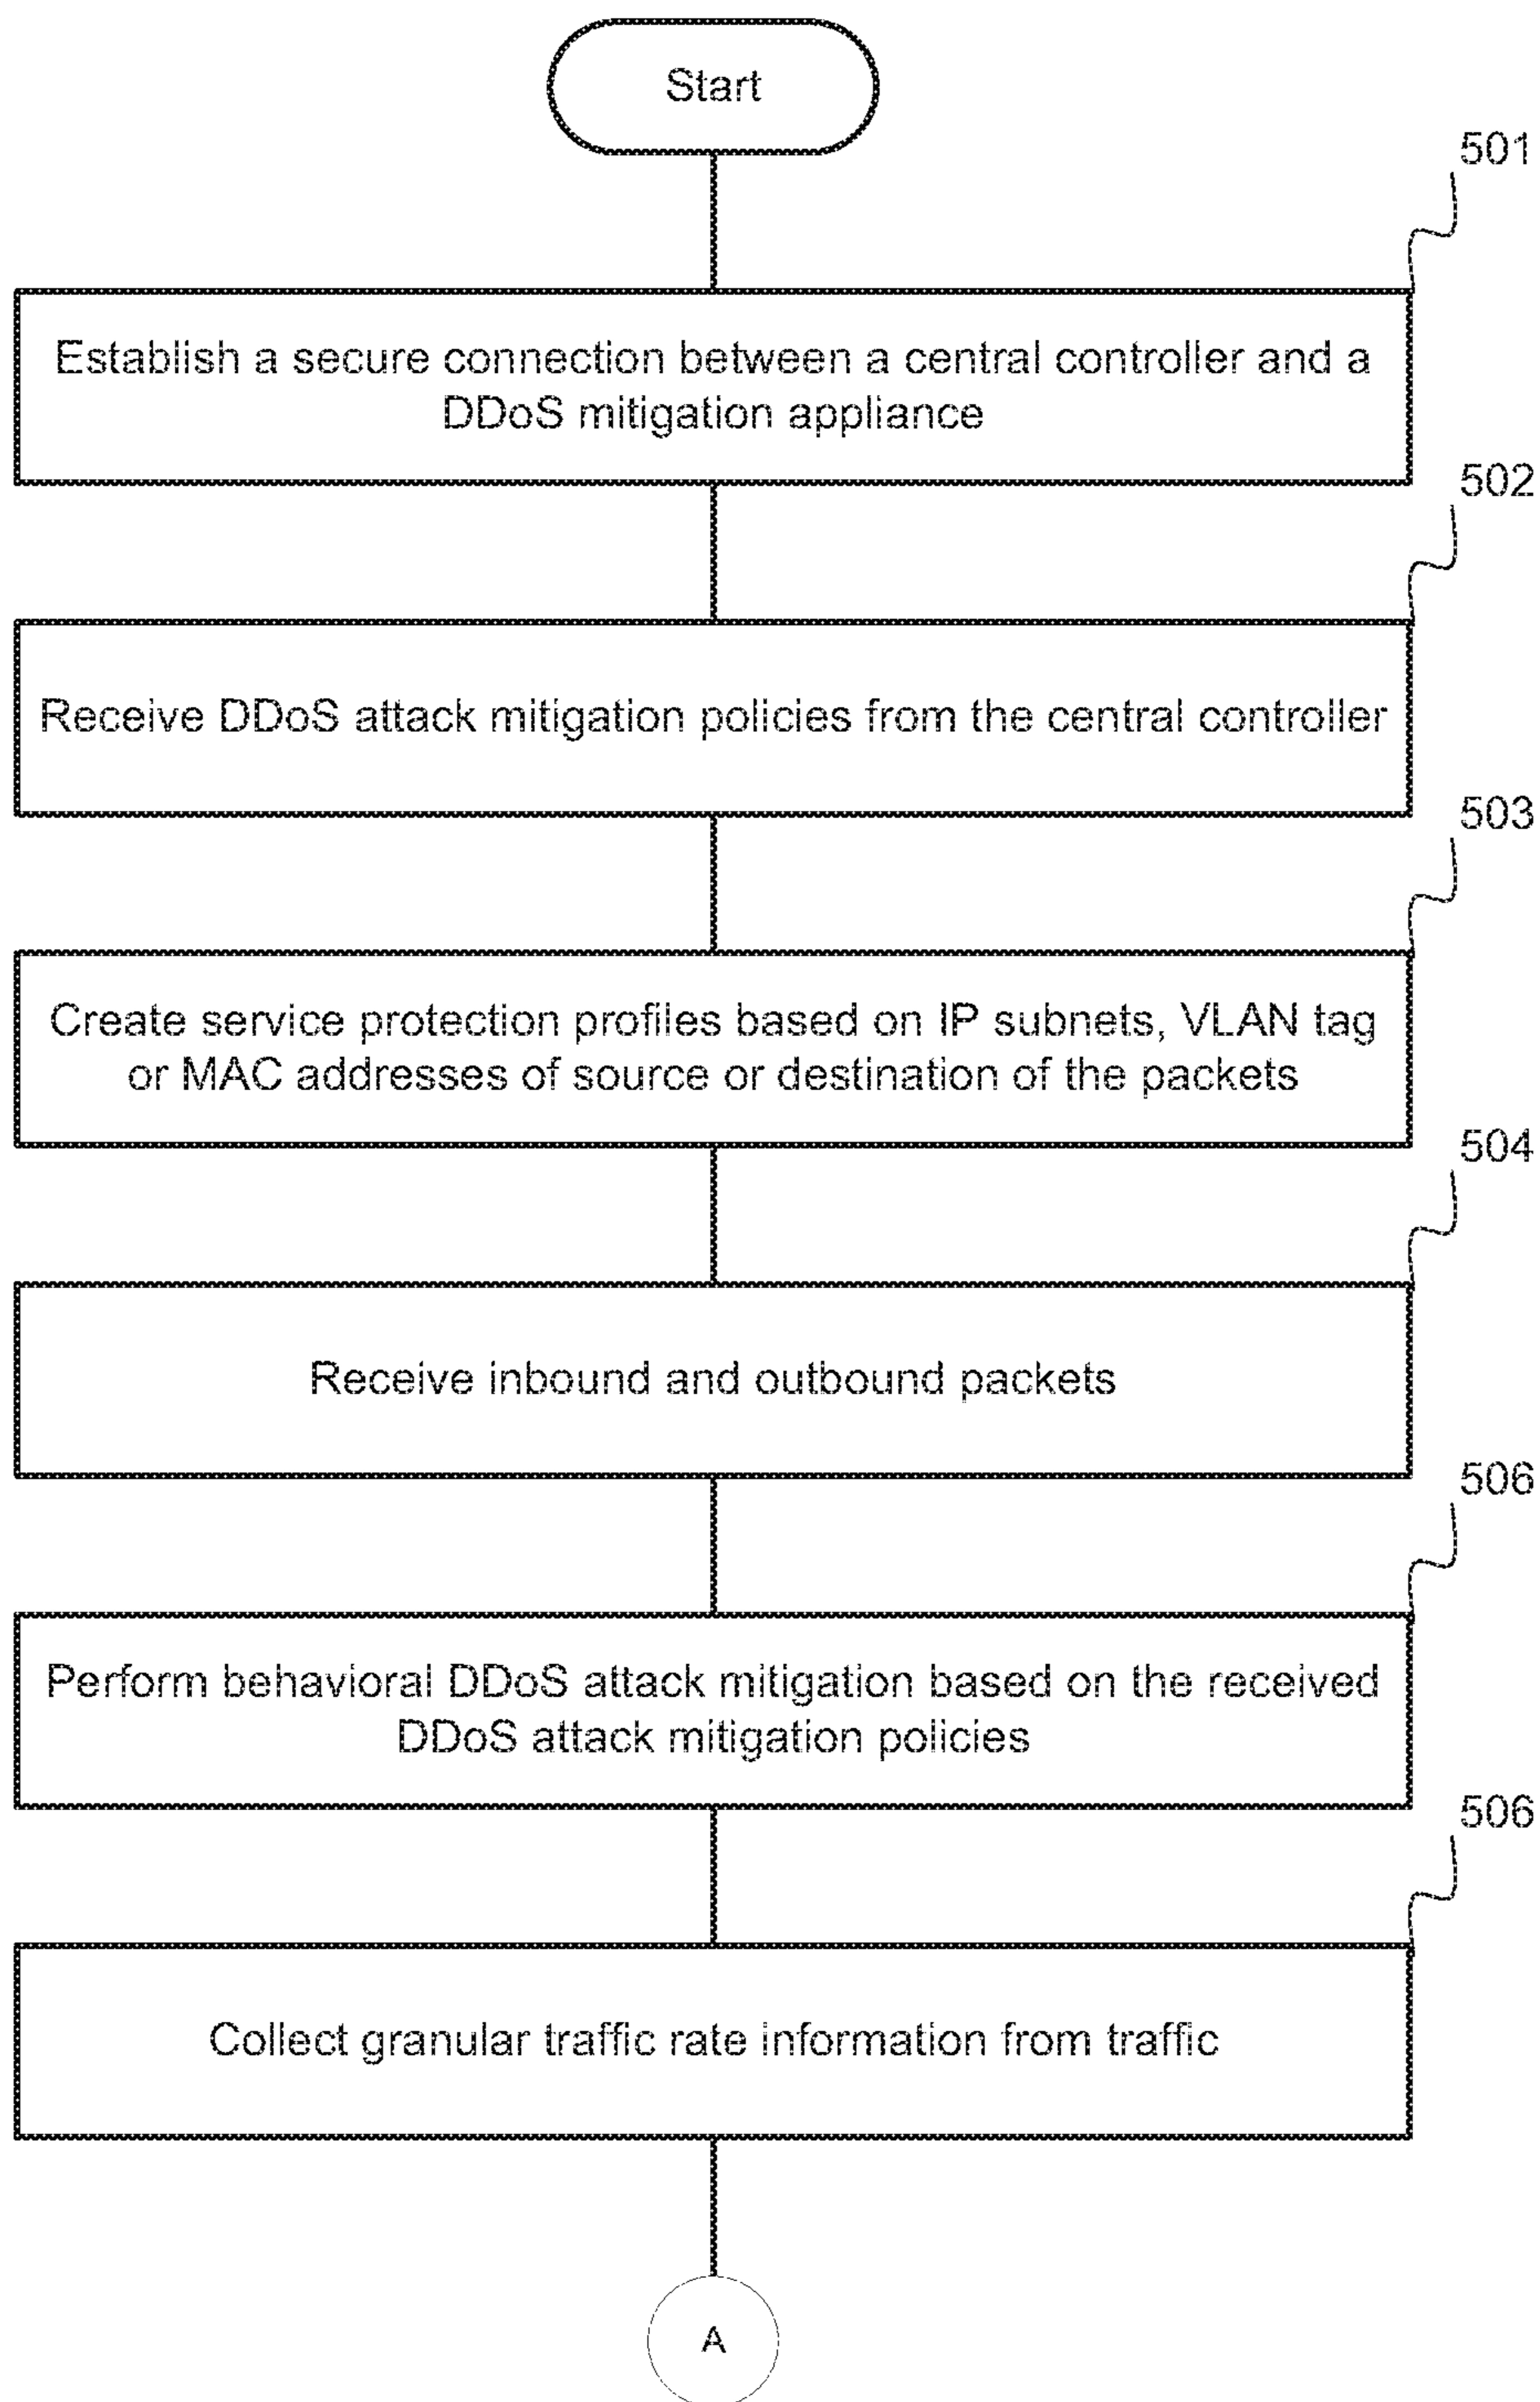 Start
501
Establish a secure connection between a central controller and a
DDoS mitigation appliance
502
Receive DDoS attack mitigation policies from the central controller
503
Create service protection profiles based on IP subnets, VLAN tag
or MAC addresses of source or destination of the packets
504
Receive inbound and outbound packets
506
Perform behavioral DDoS attack mitigation based on the received
DDoS attack mitigation policies
506
Collect granular traffic rate information from traffic
A